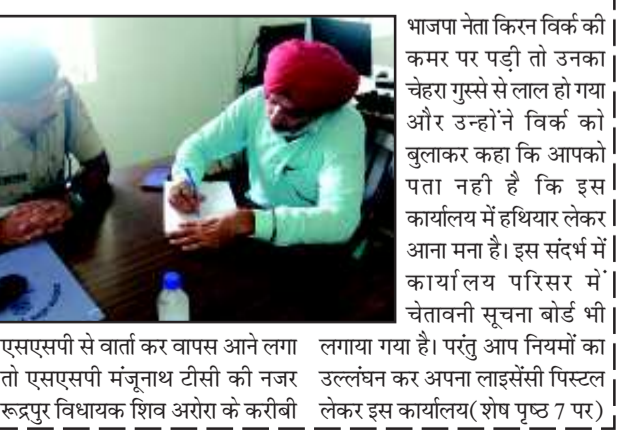 एसएसपी से वार्ता कर वापस आने लगा
तो एसएसपी मंजूनाथ टीसी की नजर
रूद्रपुर विधायक शिव अरोरा के करीबी
भाजपा नेता किरन विर्क की
कमर पर पड़ी तो उनका
चेहरा गुस्से से लाल हो गया
और उन्होंने विर्क को
बुलाकर कहा कि आपको
पता नही है कि इस
कार्यालय में हथियार लेकर
आना मना है। इस संदर्भ में
कार्यालय परिसर में
चेतावनी सूचना बोर्ड भी
लगाया गया है। परंतु आप नियमों का
उल्लंघन कर अपना लाइसेंसी पिस्टल
लेकर इस कार्यालय(शेष पृष्ठ 7 पर)